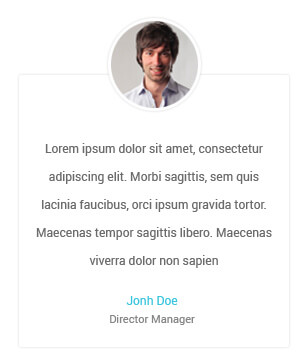 Lorem ipsum dolor sit amet, consectetur
adipiscing elit. Morbi sagittis, sem quis
lacinia faucibus, orci ipsum gravida tortor.
Maecenas tempor sagittis libero. Maecenas
viverra dolor non sapien
Jonh Doe
Director Manager